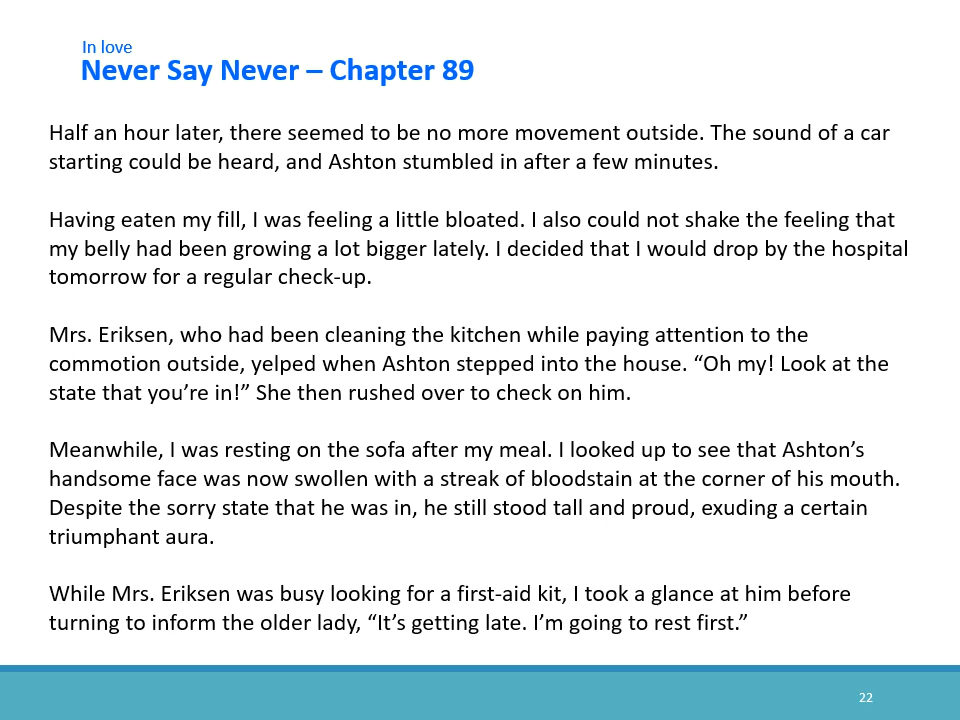 In love
Never Say Never – Chapter 89
Half an hour later, there seemed to be no more movement outside. The sound of a car
starting could be heard, and Ashton stumbled in after a few minutes.
Having eaten my fill, I was feeling a little bloated. I also could not shake the feeling that
my belly had been growing a lot bigger lately. I decided that I would drop by the hospital
tomorrow for a regular check-up.
Mrs. Eriksen, who had been cleaning the kitchen while paying attention to the
commotion outside, yelped when Ashton stepped into the house. “Oh my! Look at the
state that you’re in!” She then rushed over to check on him.
Meanwhile, I was resting on the sofa after my meal. I looked up to see that Ashton’s
handsome face was now swollen with a streak of bloodstain at the corner of his mouth.
Despite the sorry state that he was in, he still stood tall and proud, exuding a certain
triumphant aura.
While Mrs. Eriksen was busy looking for a first-aid kit, I took a glance at him before
turning to inform the older lady, “It’s getting late. I’m going to rest first.”
22